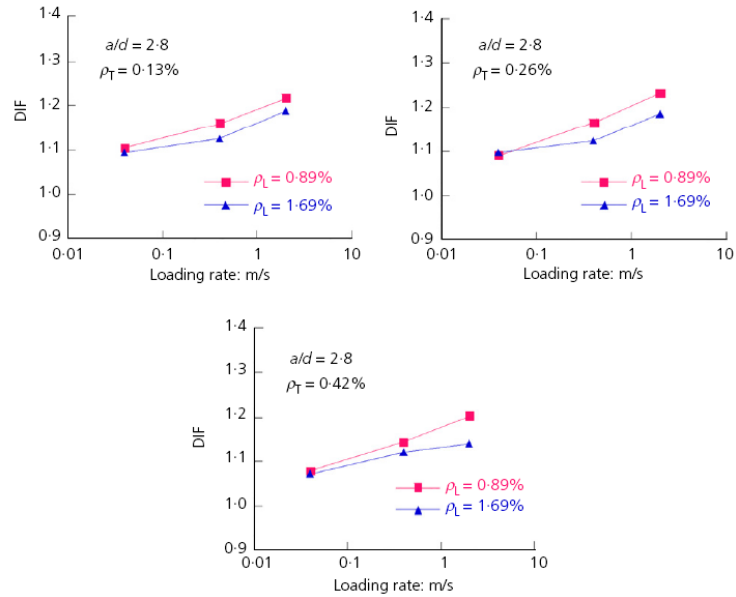 1·4
a/d = 2·8
ρT = 0·13%
1·3
1·2
DIF
1·1
1·0
0·9
ρL = 0·89%
ρL = 1·69%
0·01
0·1
1
10
Loading rate: m/s
1·4
a/d = 2·8
ρT = 0·26%
1·3
1·2
DIF
1·1
1·0
0·9
ρL = 0·89%
ρL = 1·69%
0·01
0·1
1
10
Loading rate: m/s
1·4
a/d = 2·8
ρT = 0·42%
1·3
1·2
DIF
1·1
1·0
0·9
ρL = 0·89%
ρL = 1·69%
0·01
0·1
1
10
Loading rate: m/s